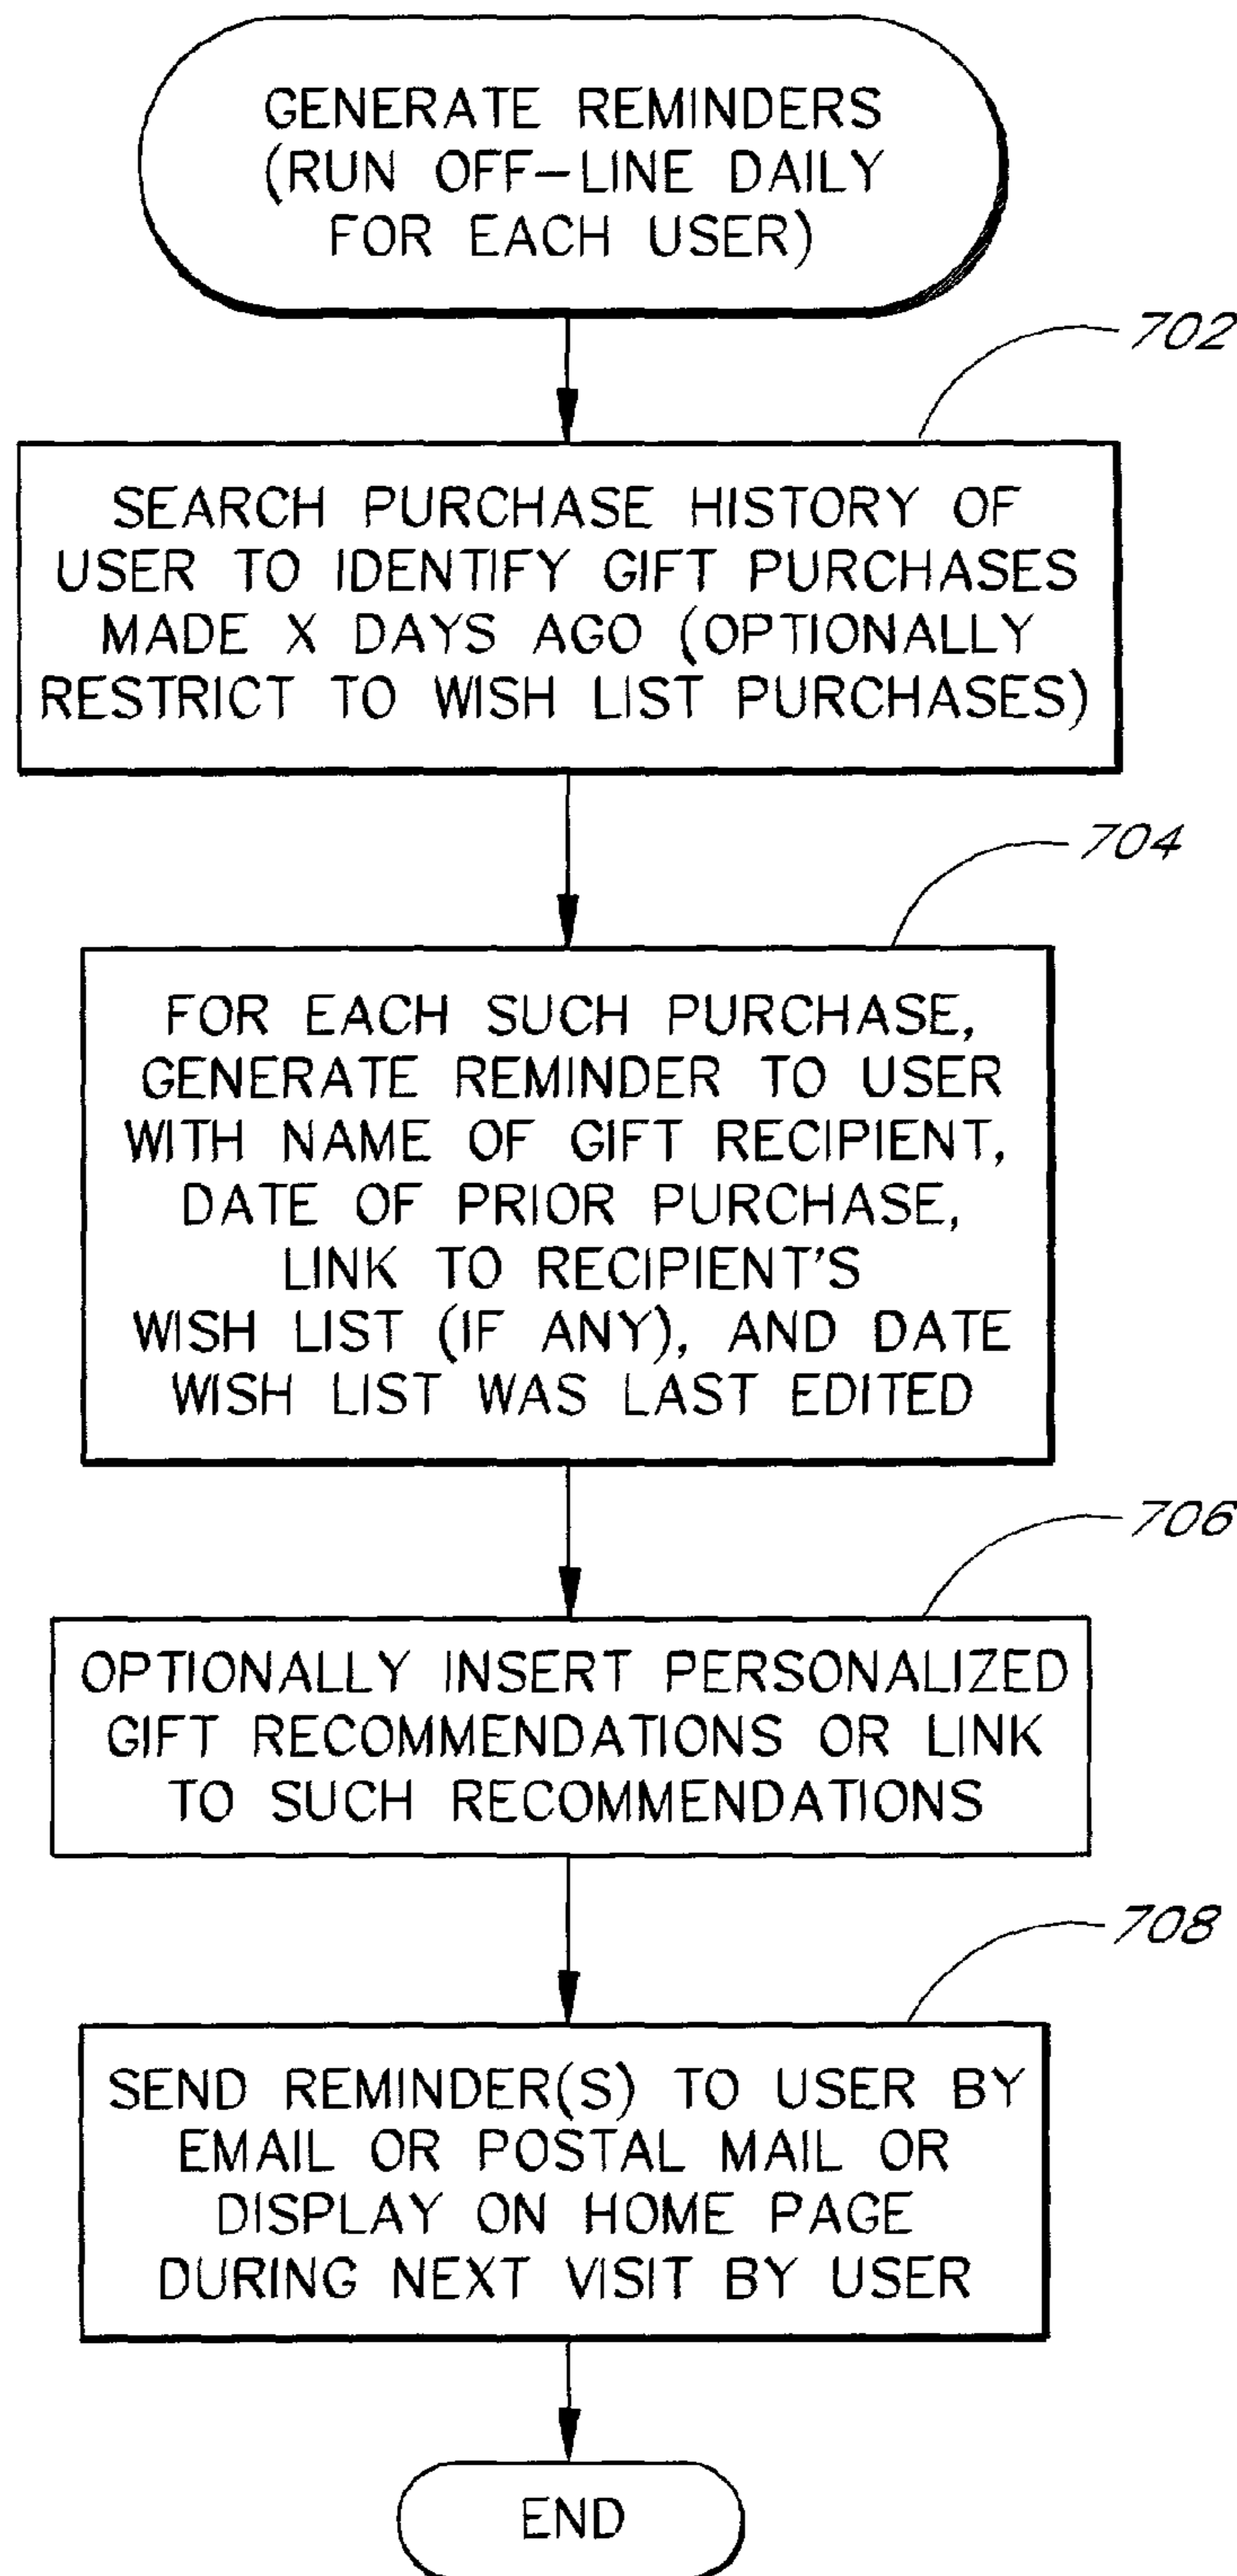 GENERATE REMINDERS
(RUN OFF-LINE DAILY
FOR EACH USER)
702
SEARCH PURCHASE HISTORY OF
USER TO IDENTIFY GIFT PURCHASES
MADE X DAYS AGO (OPTIONALLY
RESTRICT TO WISH LIST PURCHASES)
704
FOR EACH SUCH PURCHASE,
GENERATE REMINDER TO USER
WITH NAME OF GIFT RECIPIENT,
DATE OF PRIOR PURCHASE,
LINK TO RECIPIENT'S
WISH LIST (IF ANY), AND DATE
WISH LIST WAS LAST EDITED
706
OPTIONALLY INSERT PERSONALIZED
GIFT RECOMMENDATIONS OR LINK
TO SUCH RECOMMENDATIONS
708
SEND REMINDER(S) TO USER BY
EMAIL OR POSTAL MAIL OR
DISPLAY ON HOME PAGE
DURING NEXT VISIT BY USER
END